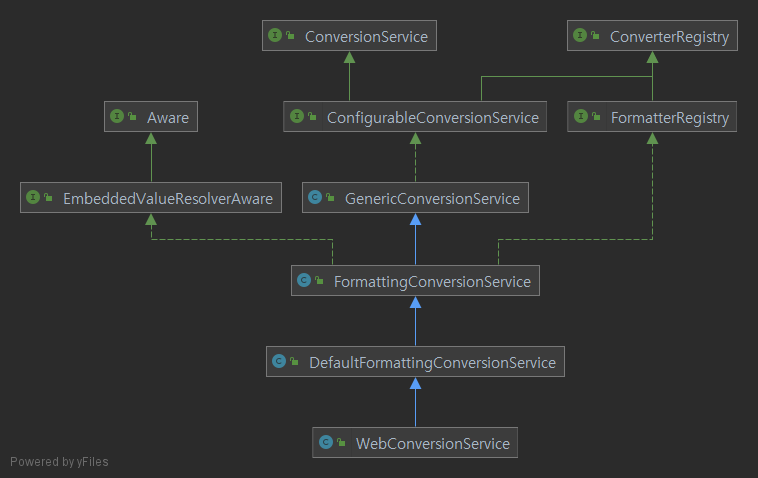 ConversionService
ConverterRegistry
Aware
ConfigurableConversionService
FormatterRegistry
EmbeddedValueResolverAware
GenericConversionService
FormattingConversionService
DefaultFormattingConversionService
WebConversionService
Powered by yFiles